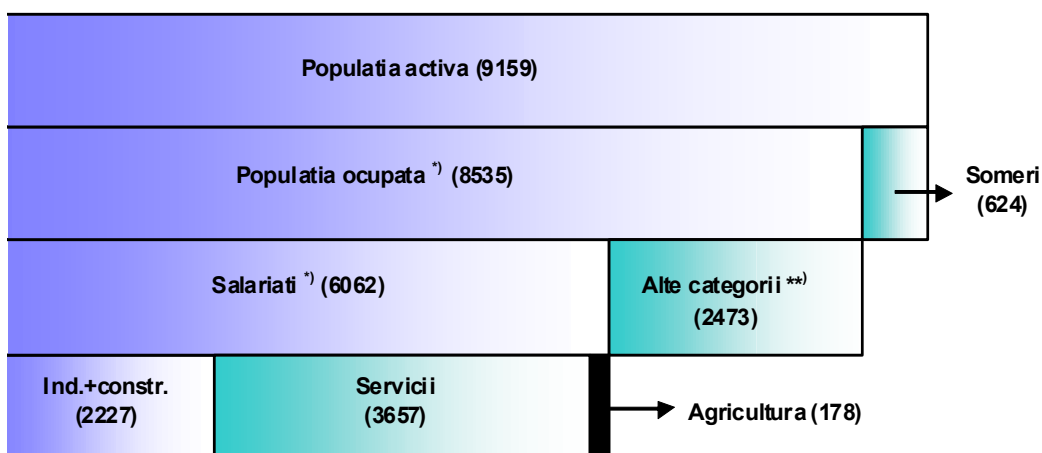 Populatia activa (9159)
Populatia ocupata *) (8535)
Someri
(624)
Salariati *) (6062)
Alte categorii **)
(2473)
Ind.+constr.
(2227)
Servicii
(3657)
Agricultura (178)